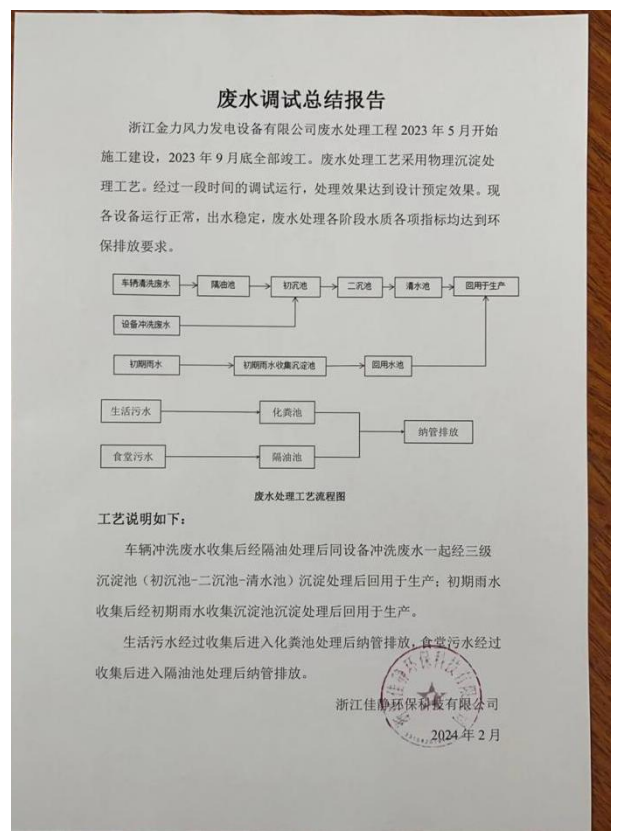 废水调试总结报告
浙江金力风力发电设备有限公司废水处理工程 2023 年 5 月开始
施工建设，2023 年 9 月底全部竣工。废水处理工艺采用物理沉淀处
理工艺。经过一段时间的调试运行，处理效果达到设计预定效果。现
各设备运行正常，出水稳定，废水处理各阶段水质各项指标均达到环
保排放要求。
车辆清洗废水 隔油池 初沉池 二沉池 清水池 回用于生产
设备冲洗废水
初期雨水 初期雨水收集沉淀池 回用水池
生活污水 化粪池
纳管排放
食堂污水 隔油池
废水处理工艺流程图
工艺说明如下：
车辆冲洗废水收集后经隔油处理后同设备冲洗废水一起经三级
沉淀池（初沉池-二沉池-清水池）沉淀处理后回用于生产；初期雨水
收集后经初期雨水收集沉淀池沉淀处理后回用于生产。
生活污水经过收集后进入化粪池处理后纳管排放，食堂污水经过
收集后进入隔油池处理后纳管排放。
浙江佳静环保科技有限公司
2024 年 2 月